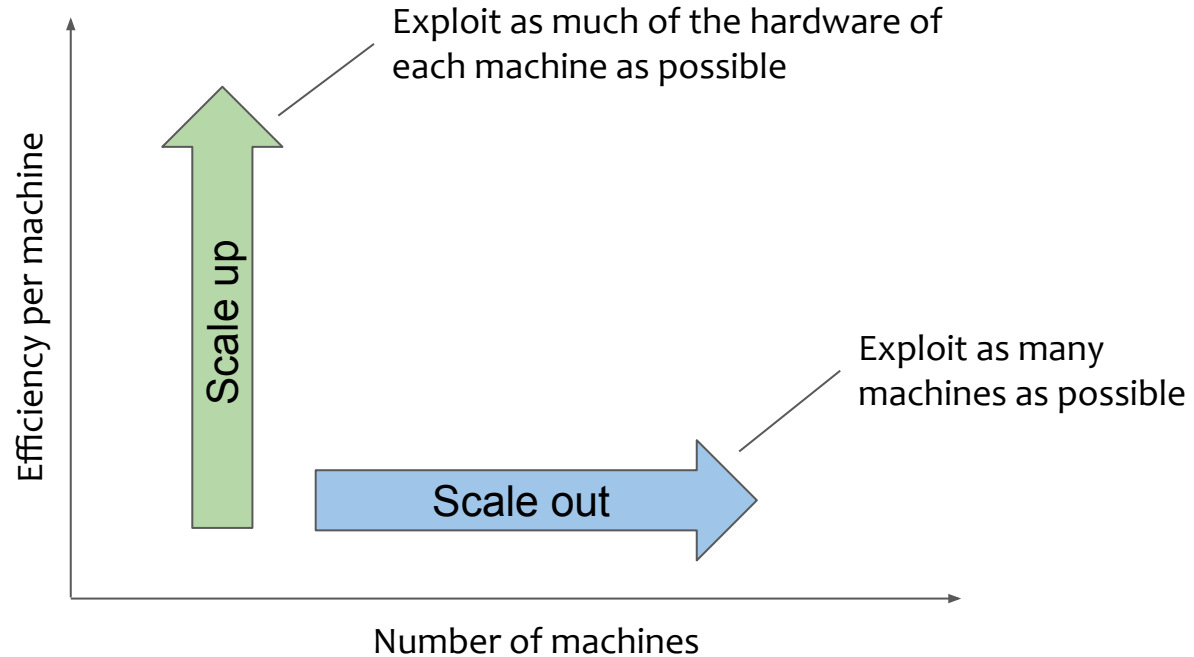 Exploit as much of the hardware of
each machine as possible
Efficiency per machine
Scale up
Exploit as many
machines as possible
Scale out
Number of machines